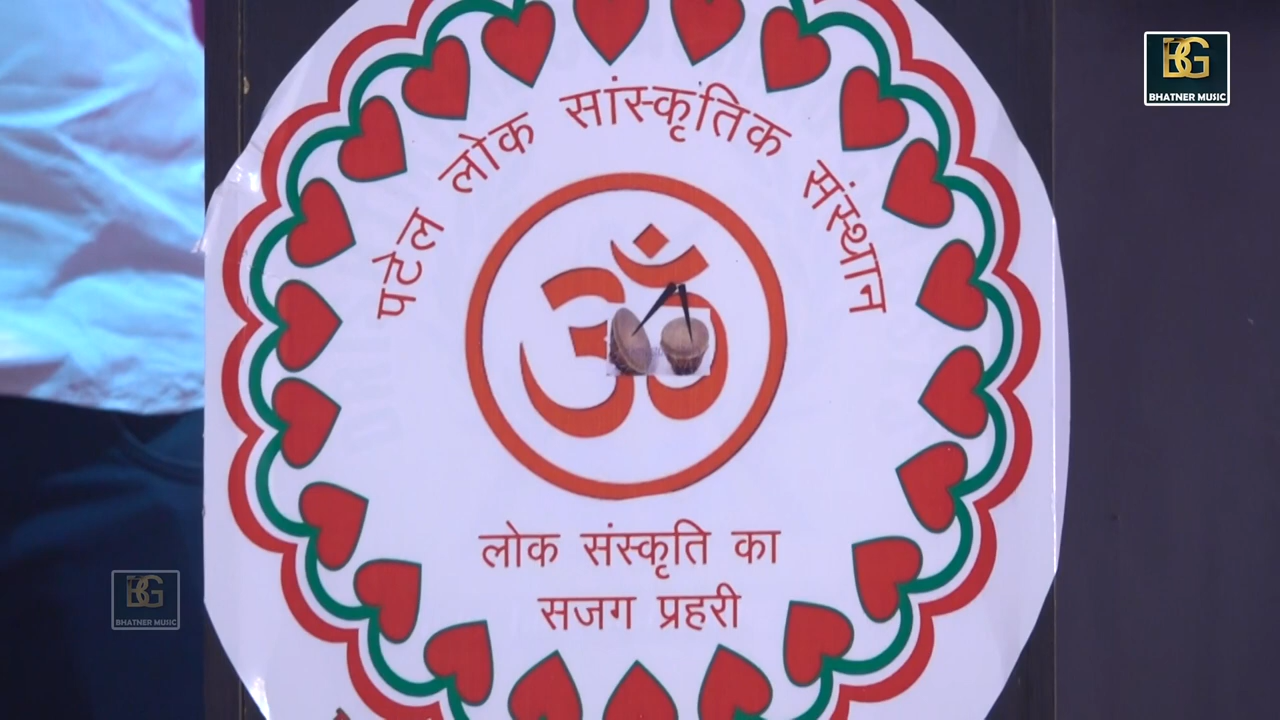 BG
BHATNER MUSIC
पटेल लोक सांस्कृतिक संस्थान
ॐ
लोक संस्कृति का
सजग प्रहरी
BG
BHATNER MUSIC